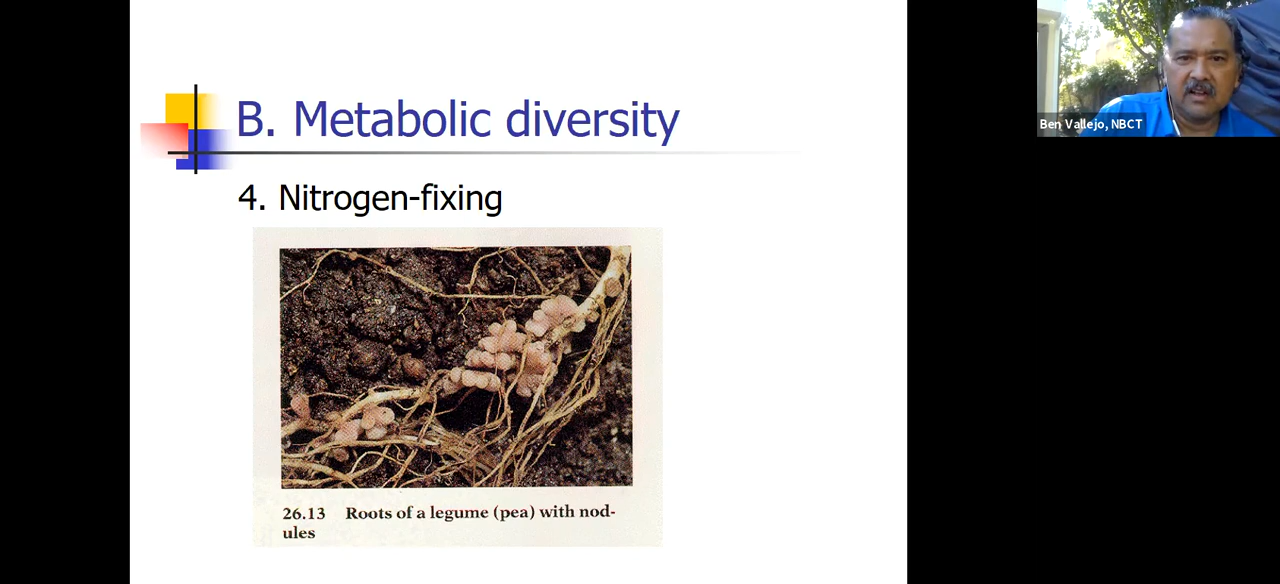 B. Metabolic diversity
4. Nitrogen-fixing
26.13 Roots of a legume (pea) with nod-
ules
Ben Vallejo, NBCT